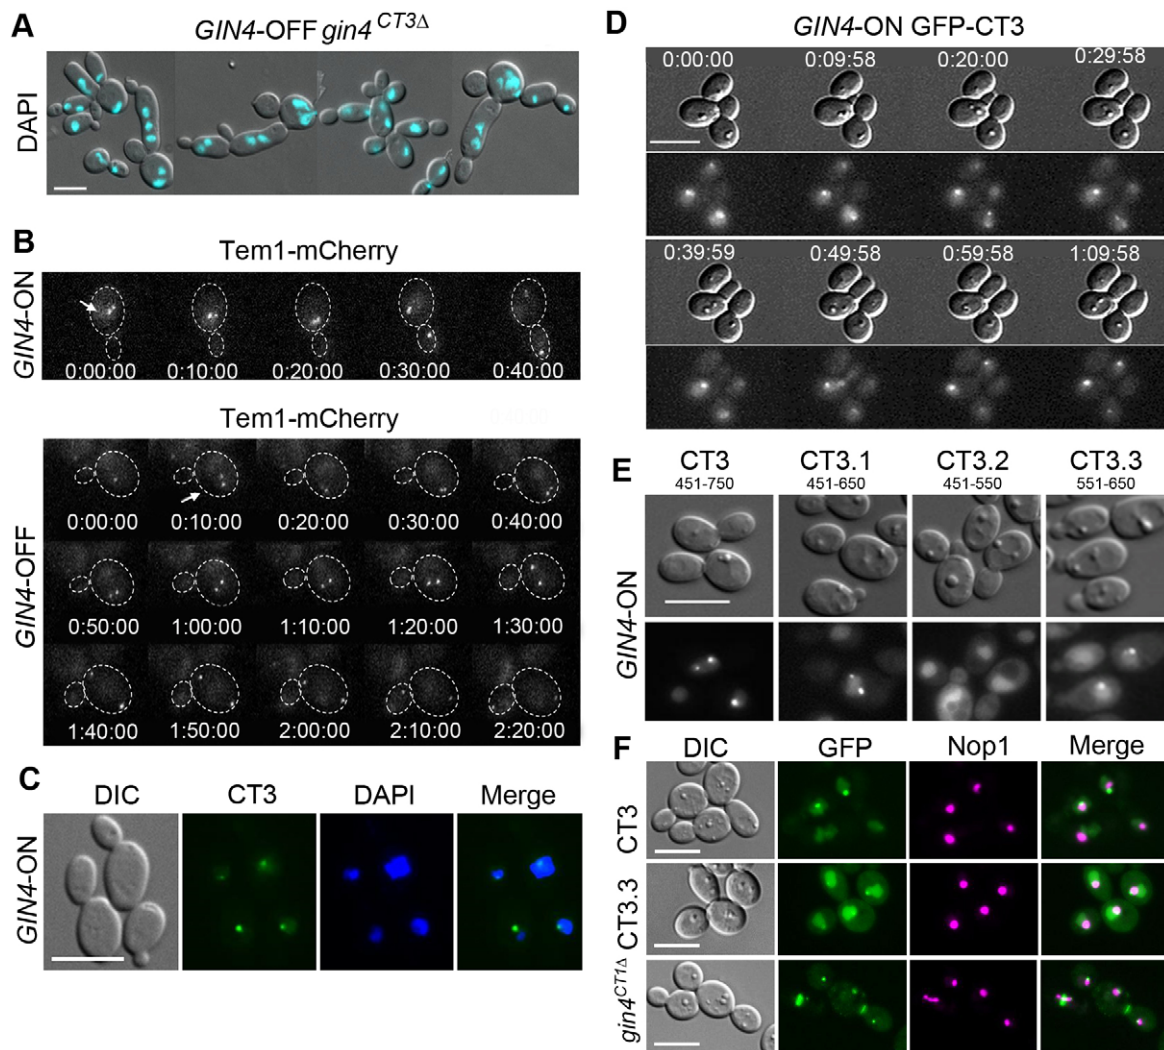 A
GIN4-OFF gin4 CT3Δ
DAPI
B
Tem1-mCherry
GIN4-ON
0:00:00 0:10:00 0:20:00 0:30:00 0:40:00
Tem1-mCherry
GIN4-OFF
0:00:00 0:10:00 0:20:00 0:30:00 0:40:00
0:50:00 1:00:00 1:10:00 1:20:00 1:30:00
1:40:00 1:50:00 2:00:00 2:10:00 2:20:00
C
DIC CT3 DAPI Merge
GIN4-ON
D
GIN4-ON GFP-CT3
0:00:00 0:09:58 0:20:00 0:29:58
0:39:59 0:49:58 0:59:58 1:09:58
E
CT3 CT3.1 CT3.2 CT3.3
451-750 451-650 451-550 551-650
GIN4-ON
F
DIC GFP Nop1 Merge
CT3
CT3.3
gin4CT1Δ